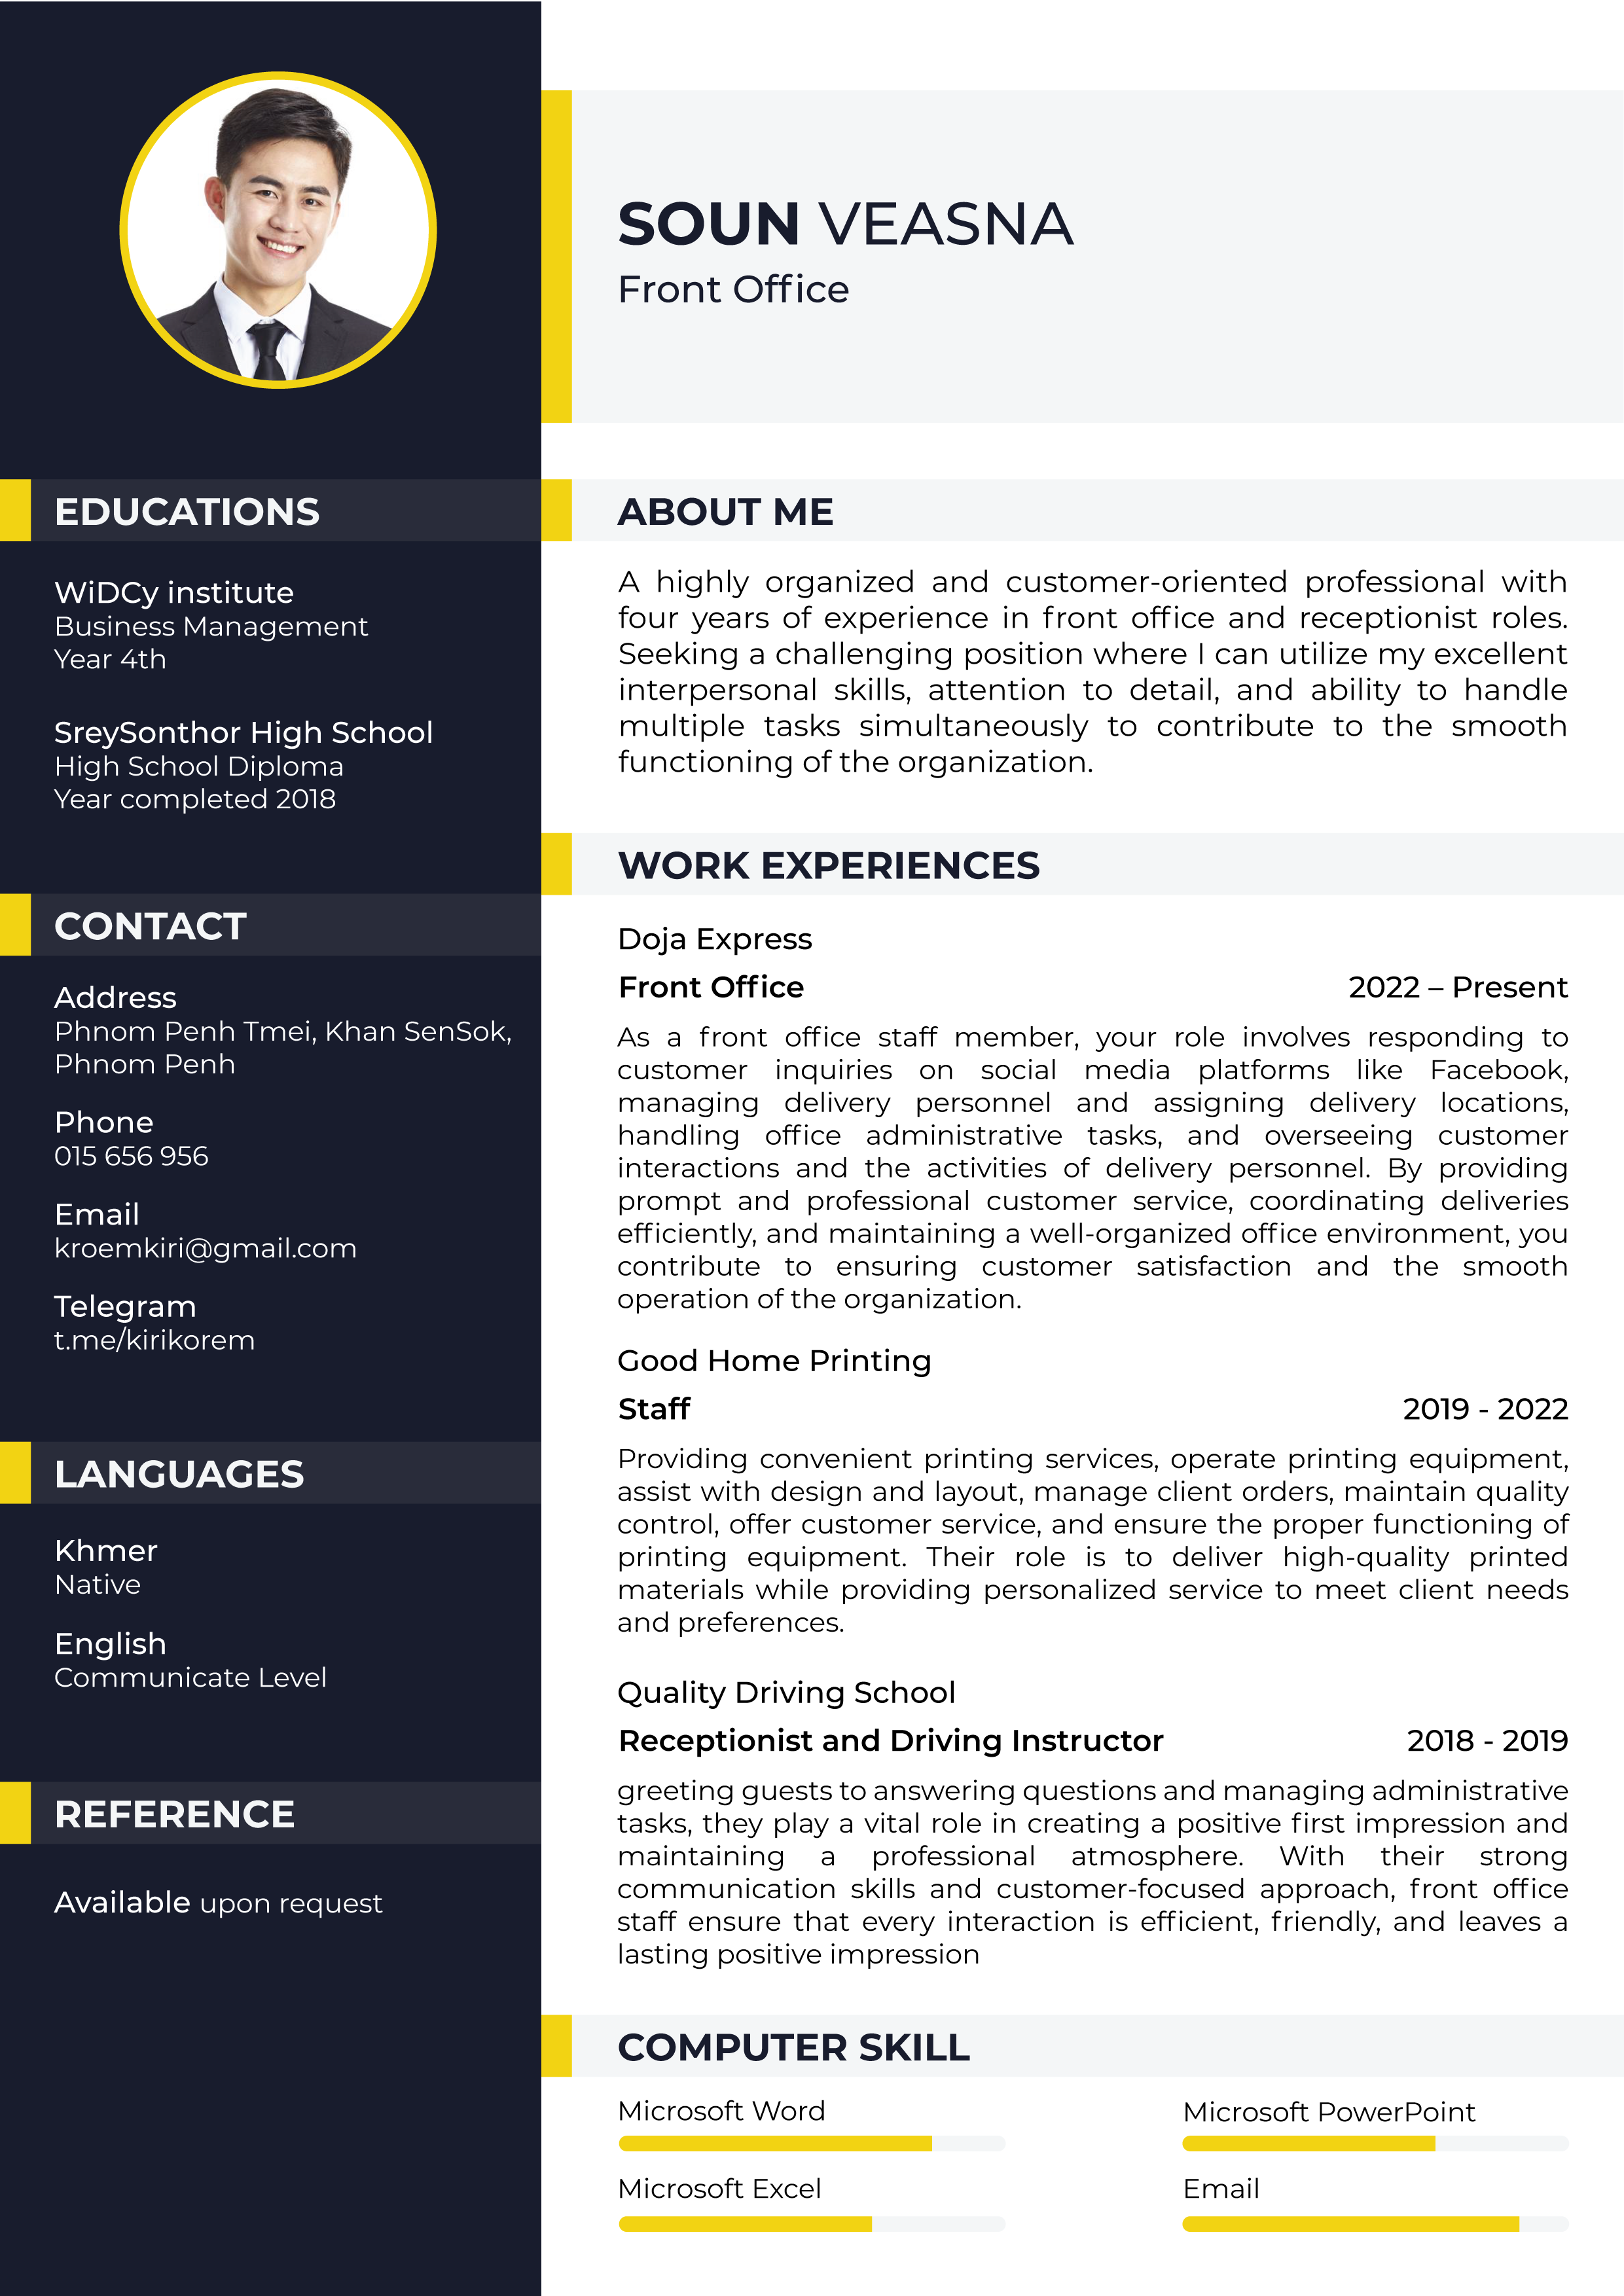 SOUN VEASNA
Front Office
EDUCATIONS
WiDCy institute
Business Management
Year 4th
SreySonthor High School
High School Diploma
Year completed 2018
CONTACT
Address
Phnom Penh Tmei, Khan SenSok,
Phnom Penh
Phone
015 656 956
Email
kroemkiri@gmail.com
Telegram
t.me/kirikorem
LANGUAGES
Khmer
Native
English
Communicate Level
REFERENCE
Available upon request
ABOUT ME
A highly organized and customer-oriented professional with
four years of experience in front office and receptionist roles.
Seeking a challenging position where I can utilize my excellent
interpersonal skills, attention to detail, and ability to handle
multiple tasks simultaneously to contribute to the smooth
functioning of the organization.
WORK EXPERIENCES
Doja Express
Front Office 2022 – Present
As a front office staff member, your role involves responding to
customer inquiries on social media platforms like Facebook,
managing delivery personnel and assigning delivery locations,
handling office administrative tasks, and overseeing customer
interactions and the activities of delivery personnel. By providing
prompt and professional customer service, coordinating deliveries
efficiently, and maintaining a well-organized office environment, you
contribute to ensuring customer satisfaction and the smooth
operation of the organization.
Good Home Printing
Staff 2019 - 2022
Providing convenient printing services, operate printing equipment,
assist with design and layout, manage client orders, maintain quality
control, offer customer service, and ensure the proper functioning of
printing equipment. Their role is to deliver high-quality printed
materials while providing personalized service to meet client needs
and preferences.
Quality Driving School
Receptionist and Driving Instructor 2018 - 2019
greeting guests to answering questions and managing administrative
tasks, they play a vital role in creating a positive first impression and
maintaining a professional atmosphere. With their strong
communication skills and customer-focused approach, front office
staff ensure that every interaction is efficient, friendly, and leaves a
lasting positive impression
COMPUTER SKILL
Microsoft Word
Microsoft PowerPoint
Microsoft Excel
Email